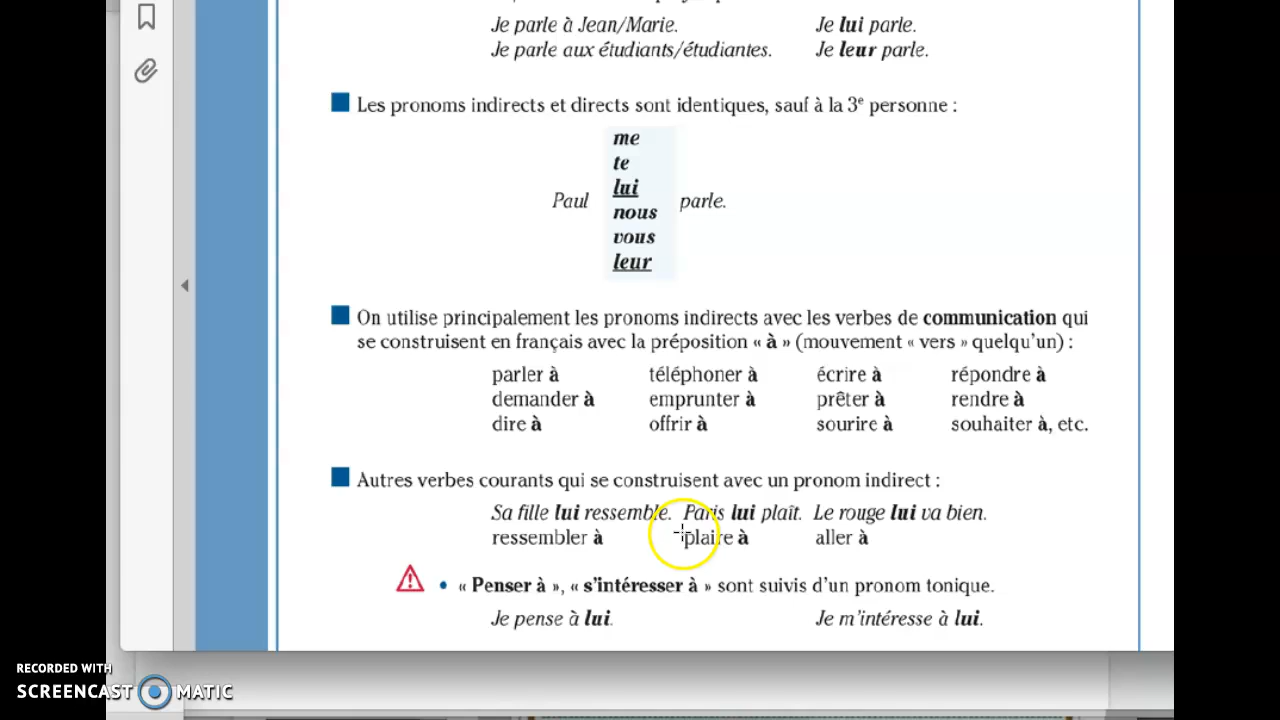 Je parle à Jean/Marie. Je lui parle.
Je parle aux étudiants/étudiantes. Je leur parle.
Les pronoms indirects et directs sont identiques, sauf à la 3e personne :
me
te
lui
Paul parle.
nous
vous
leur
On utilise principalement les pronoms indirects avec les verbes de communication qui
se construisent en français avec la préposition « à » (mouvement « vers » quelqu'un) :
parler à téléphoner à écrire à répondre à
demander à emprunter à prêter à rendre à
dire à offrir à sourire à souhaiter à, etc.
Autres verbes courants qui se construisent avec un pronom indirect :
Sa fille lui ressemble. Paris lui plaît. Le rouge lui va bien.
ressembler à plaire à aller à
• « Penser à », « s'intéresser à » sont suivis d'un pronom tonique.
Je pense à lui. Je m'intéresse à lui.
RECORDED WITH
SCREENCAST MATIC